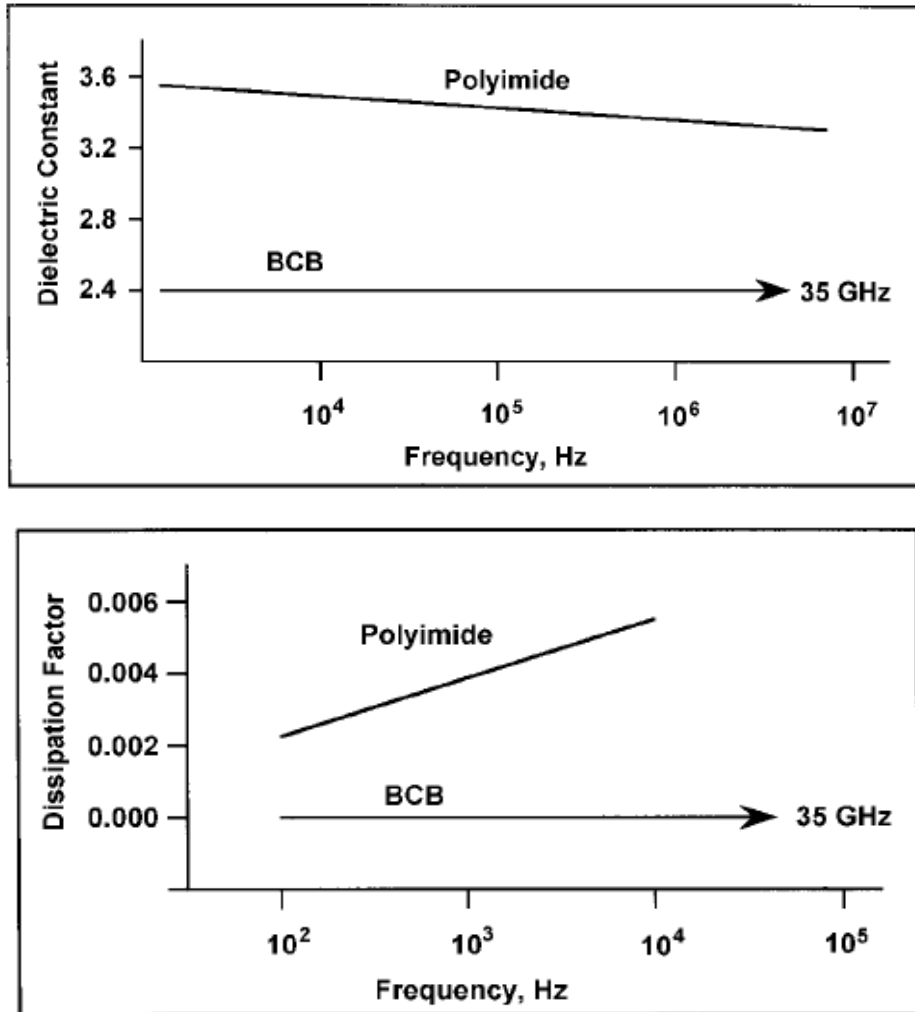 Dielectric Constant
3.6
3.2
2.8
2.4
Polyimide
BCB
35 GHz
10⁴
10⁵
10⁶
10⁷
Frequency, Hz
Dissipation Factor
0.006
0.004
0.002
0.000
Polyimide
BCB
35 GHz
10²
10³
10⁴
10⁵
Frequency, Hz